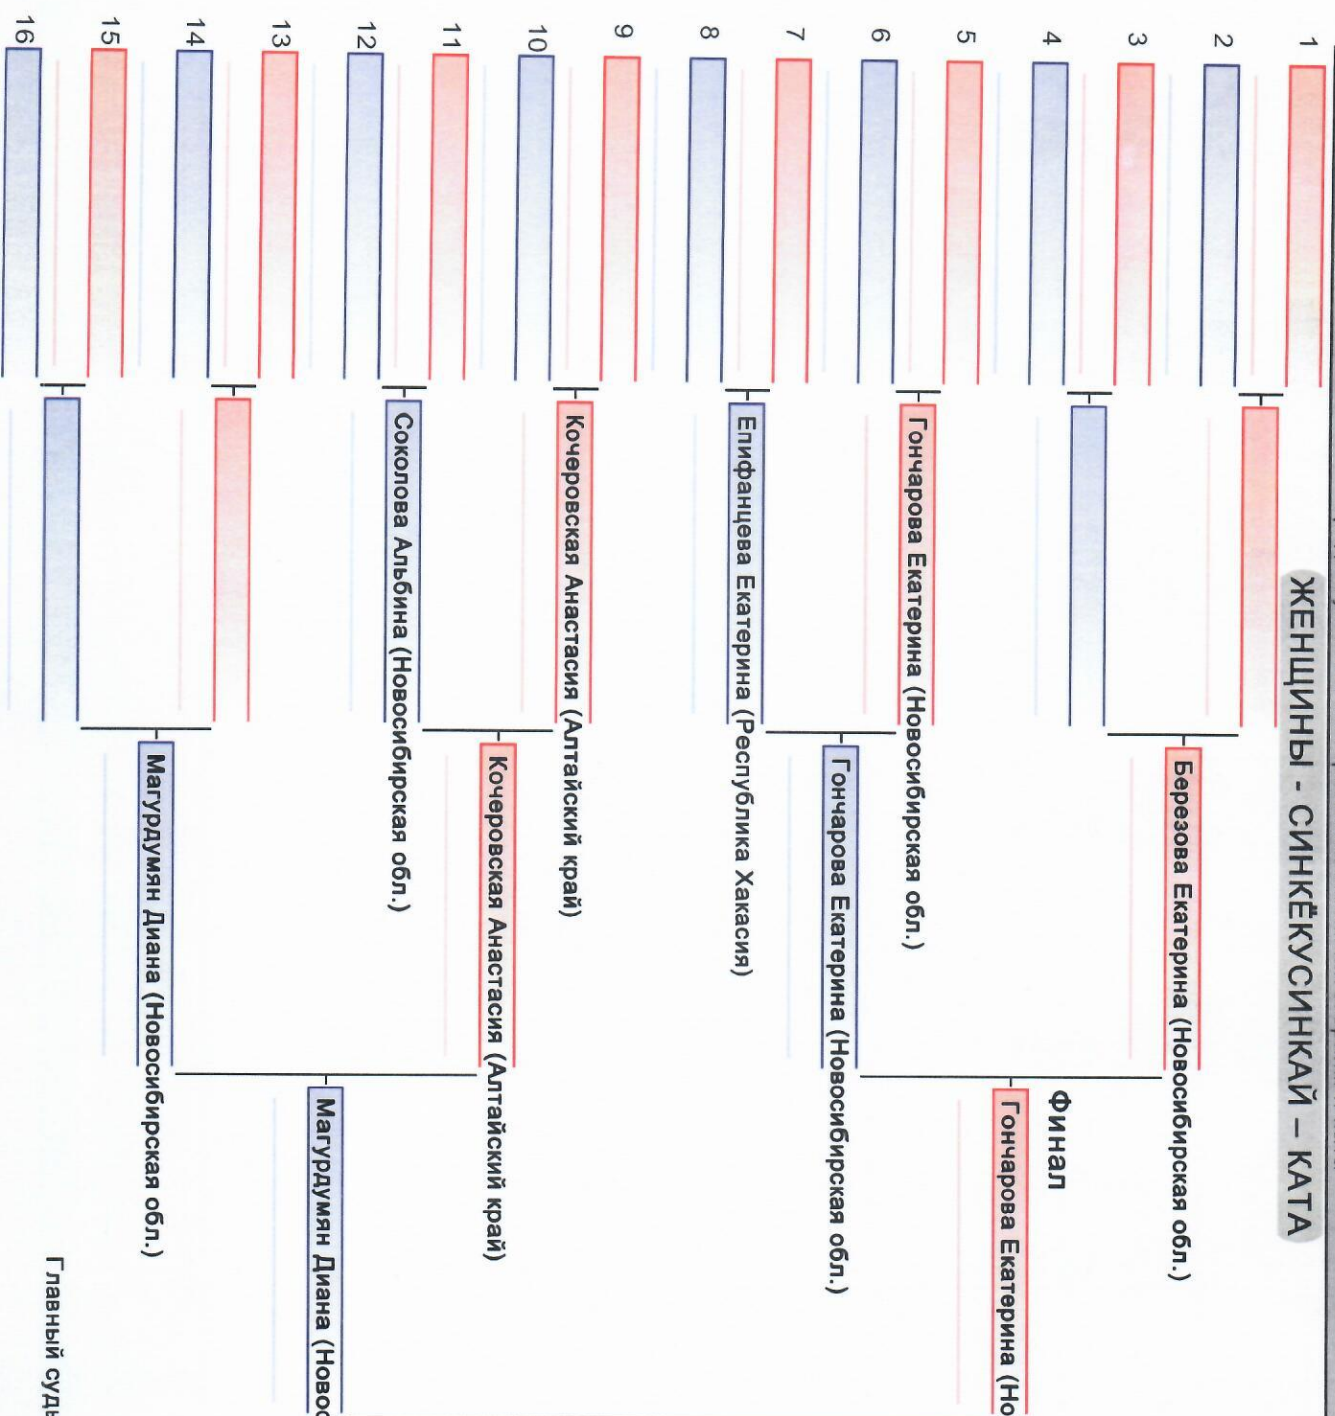 ЖЕНЩИНЫ - СИНКЁКУСИНКАЙ – КАТА
1
2
3
4
5
6
7
8
9
10
11
12
13
14
15
16
Гончарова Екатерина (Новосибирская обл.)
Епифанцева Екатерина (Республика Хакасия)
Кочеровская Анастасия (Алтайский край)
Соколова Альбина (Новосибирская обл.)
Березова Екатерина (Новосибирская обл.)
Гончарова Екатерина (Новосибирская обл.)
Кочеровская Анастасия (Алтайский край)
Магурдумян Диана (Новосибирская обл.)
Финал
Гончарова Екатерина (Но
Магурдумян Диана (Новос
Главный судь